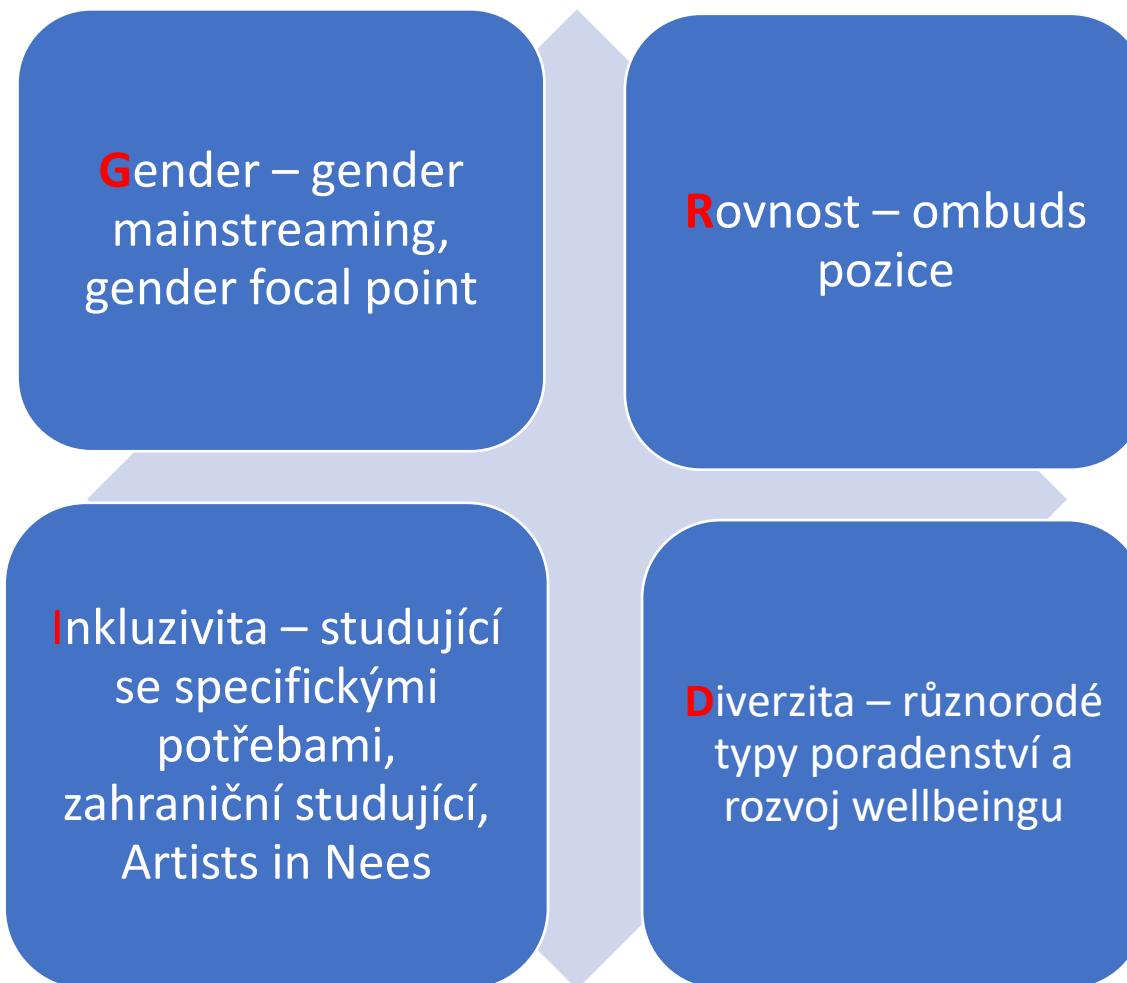 Gender – gender
mainstreaming,
gender focal point
Rovnost – ombuds
pozice
Inkluzivita – studující
se specifickými
potřebami,
zahraniční studující,
Artists in Nees
Diverzita – různorodé
typy poradenství a
rozvoj wellbeingu